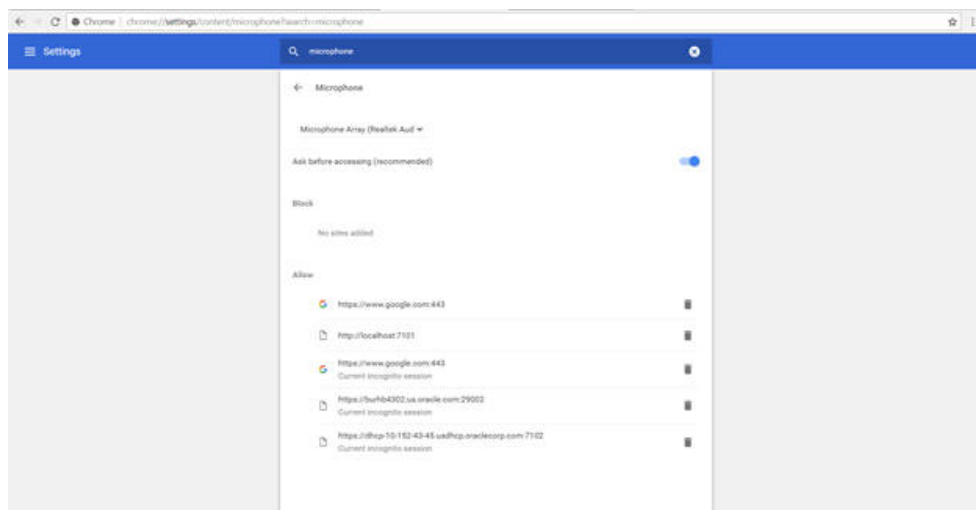 Chrome | chrome://settings/content/microphone?search=microphone
Settings
microphone
Microphone
Microphone Array (Realtek Aud
Ask before accessing (recommended)
Block
No sites added
Allow
https://www.google.com:443
http://localhost:7101
https://www.google.com:443
Current incognito session
https://burhb4302.us.oracle.com:29002
Current incognito session
https://dhcp-10-152-43-45.usdhcp.oraclecorp.com:7102
Current incognito session